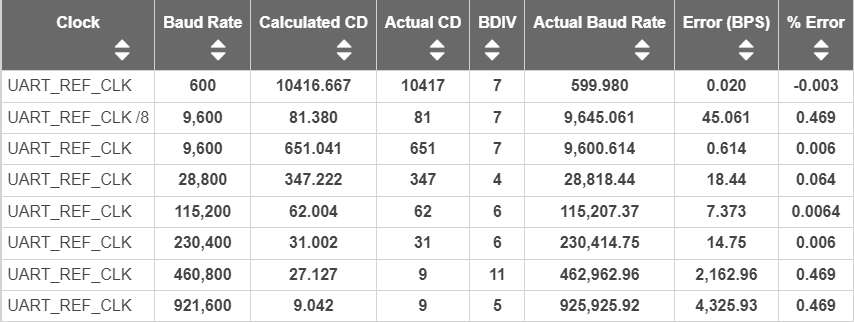 Clock Baud Rate Calculated CD Actual CD BDIV Actual Baud Rate Error (BPS) % Error
UART_REF_CLK 600 10416.667 10417 7 599.980 0.020 -0.003
UART_REF_CLK /8 9,600 81.380 81 7 9,645.061 45.061 0.469
UART_REF_CLK 9,600 651.041 651 7 9,600.614 0.614 0.006
UART_REF_CLK 28,800 347.222 347 4 28,818.44 18.44 0.064
UART_REF_CLK 115,200 62.004 62 6 115,207.37 7.373 0.0064
UART_REF_CLK 230,400 31.002 31 6 230,414.75 14.75 0.006
UART_REF_CLK 460,800 27.127 9 11 462,962.96 2,162.96 0.469
UART_REF_CLK 921,600 9.042 9 5 925,925.92 4,325.93 0.469